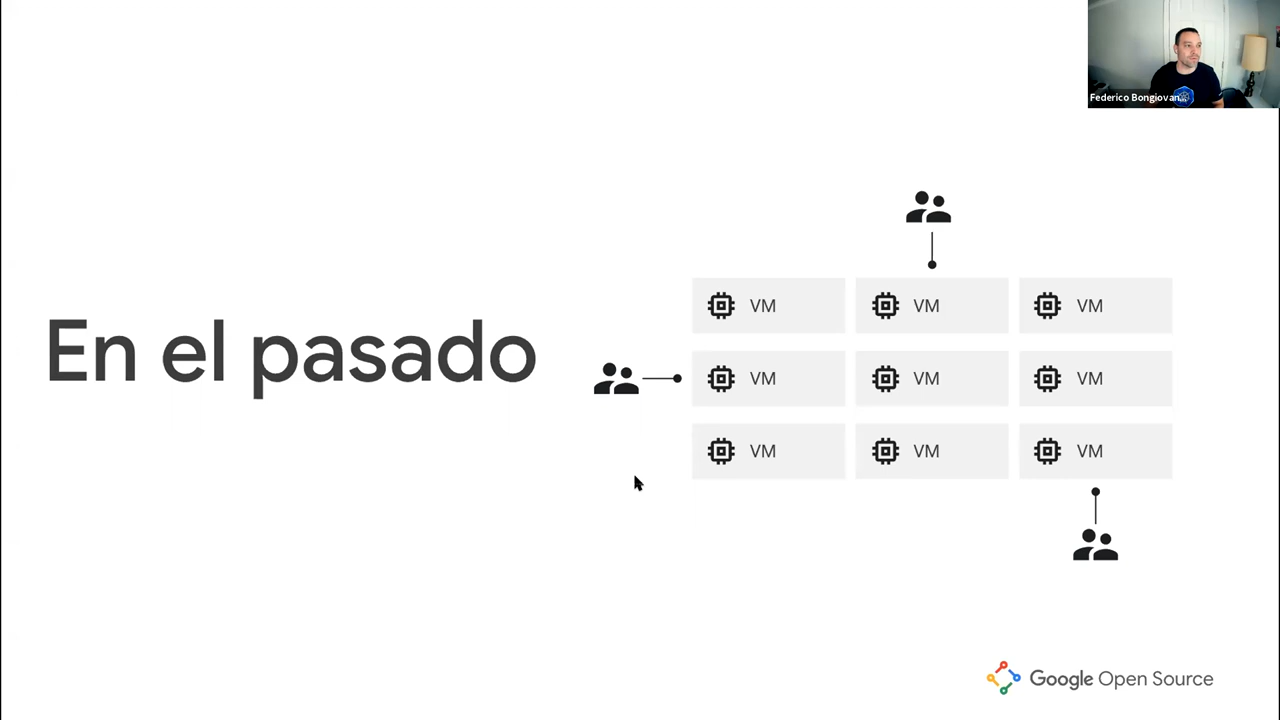 Federico Bongiovan...
En el pasado
VM VM VM
VM VM VM
VM VM VM
Google Open Source